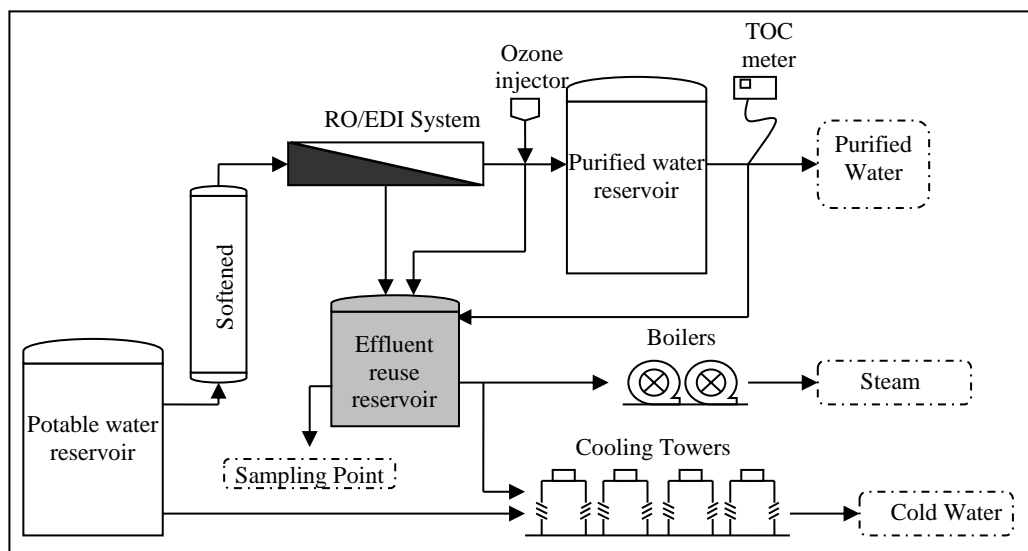 TOC
meter
Ozone
injector
RO/EDI System
Purified water
reservoir
Purified
Water
Softened
Effluent
reuse
reservoir
Boilers
Steam
Potable water
reservoir
Sampling Point
Cooling Towers
Cold Water